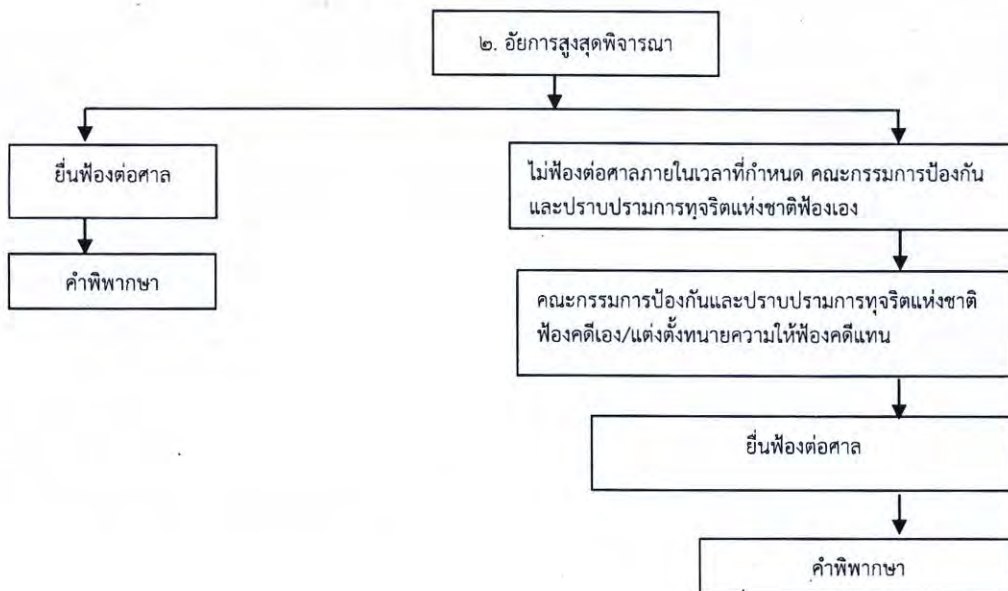 ๒. อัยการสูงสุดพิจารณา
ยื่นฟ้องต่อศาล
คำพิพากษา
ไม่ฟ้องต่อศาลภายในเวลาที่กำหนด คณะกรรมการป้องกัน
และปราบปรามการทุจริตแห่งชาติฟ้องเอง
คณะกรรมการป้องกันและปราบปรามการทุจริตแห่งชาติ
ฟ้องคดีเอง/แต่งตั้งทนายความให้ฟ้องคดีแทน
ยื่นฟ้องต่อศาล
คำพิพากษา